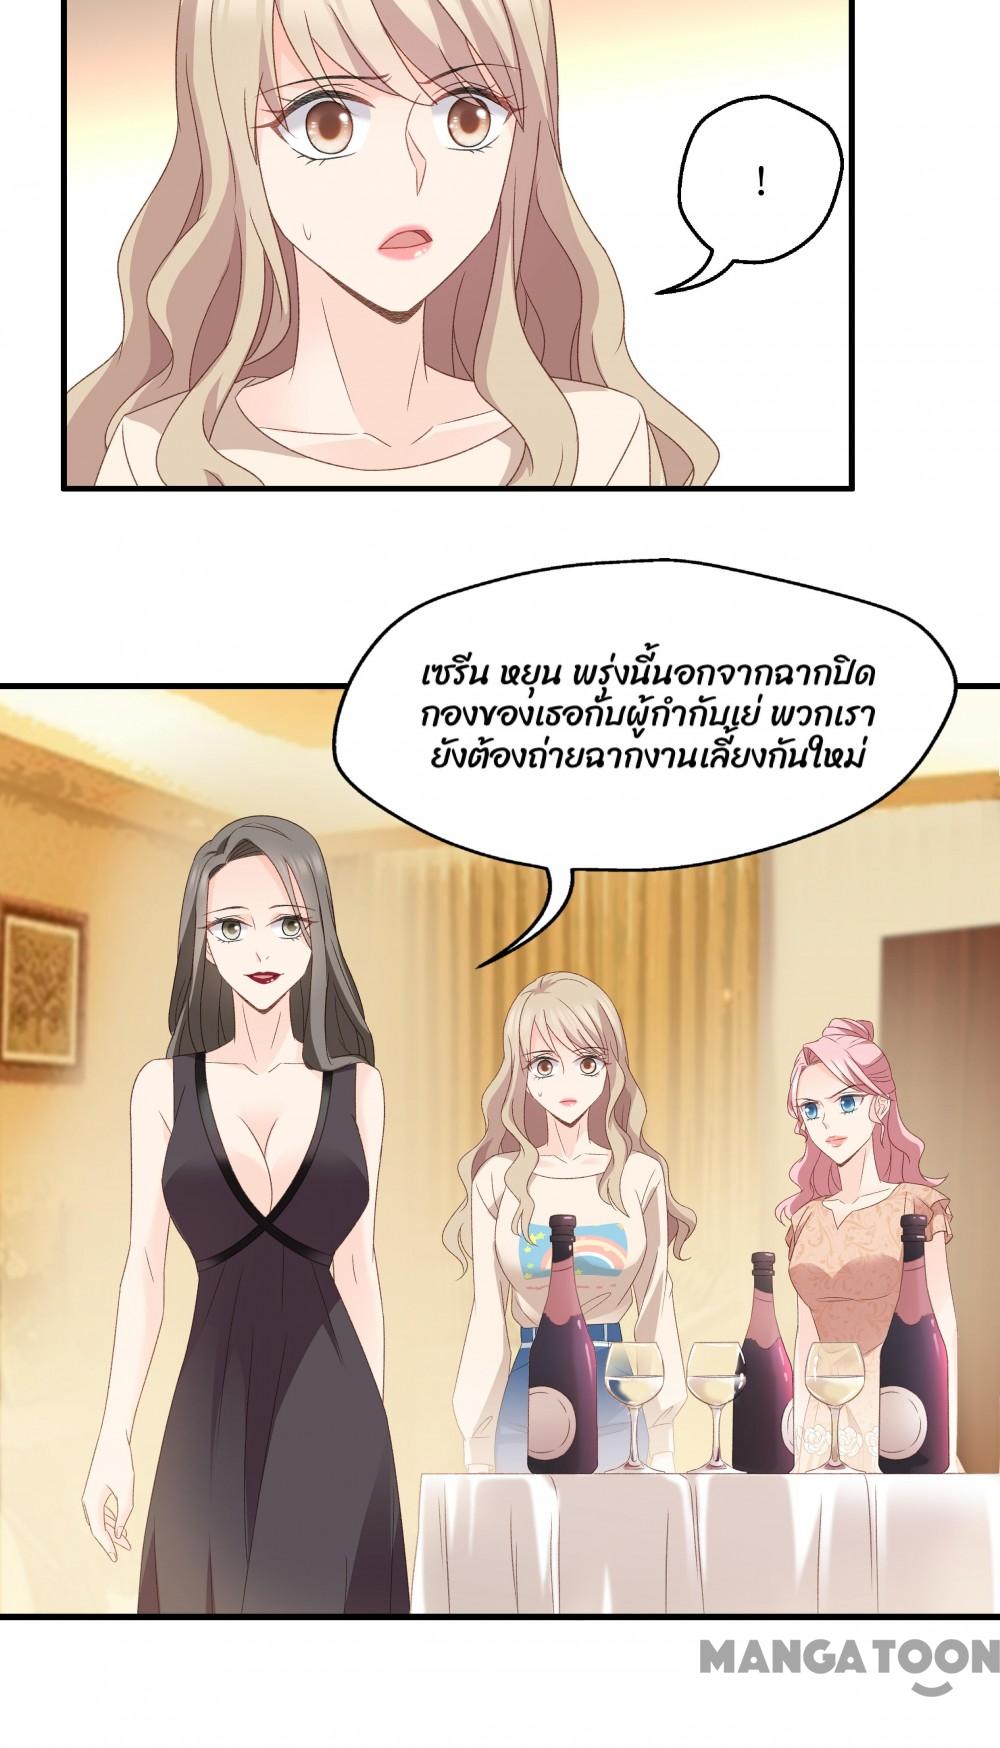 !
เซรีน หยุน พรุ่งนี้นอกจากฉากปิด
กองของเธอกับผู้กำกับเย่ พวกเรา
ยังต้องถ่ายฉากงานเลี้ยงกันใหม่
MANGATOON